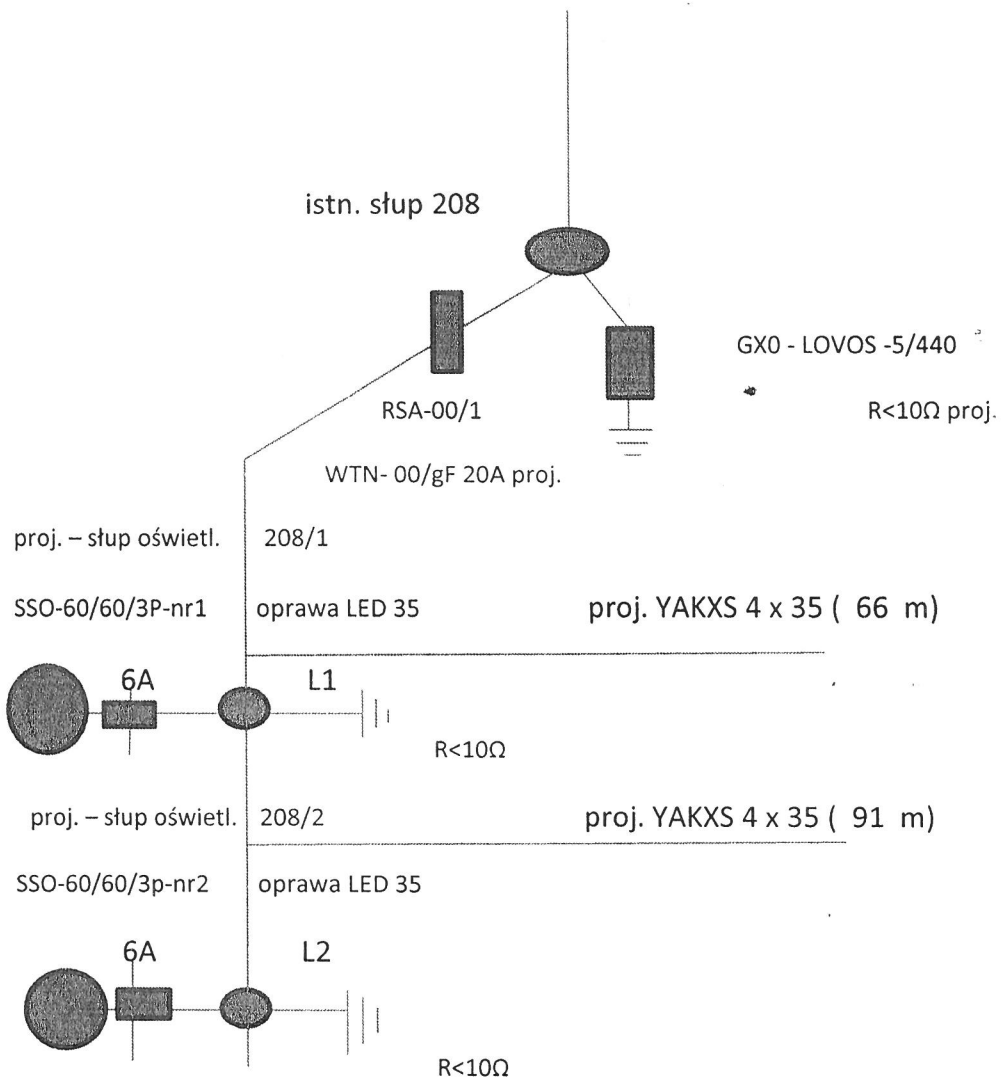 istn. słup 208
GX0 - LOVOS -5/440
RSA-00/1
R<10Ω proj.
WTN- 00/gF 20A proj.
proj. – słup oświetl. 208/1
SSO-60/60/3P-nr1 oprawa LED 35 proj. YAKXS 4 x 35 ( 66 m)
6A L1
R<10Ω
proj. – słup oświetl. 208/2 proj. YAKXS 4 x 35 ( 91 m)
SSO-60/60/3p-nr2 oprawa LED 35
6A L2
R<10Ω